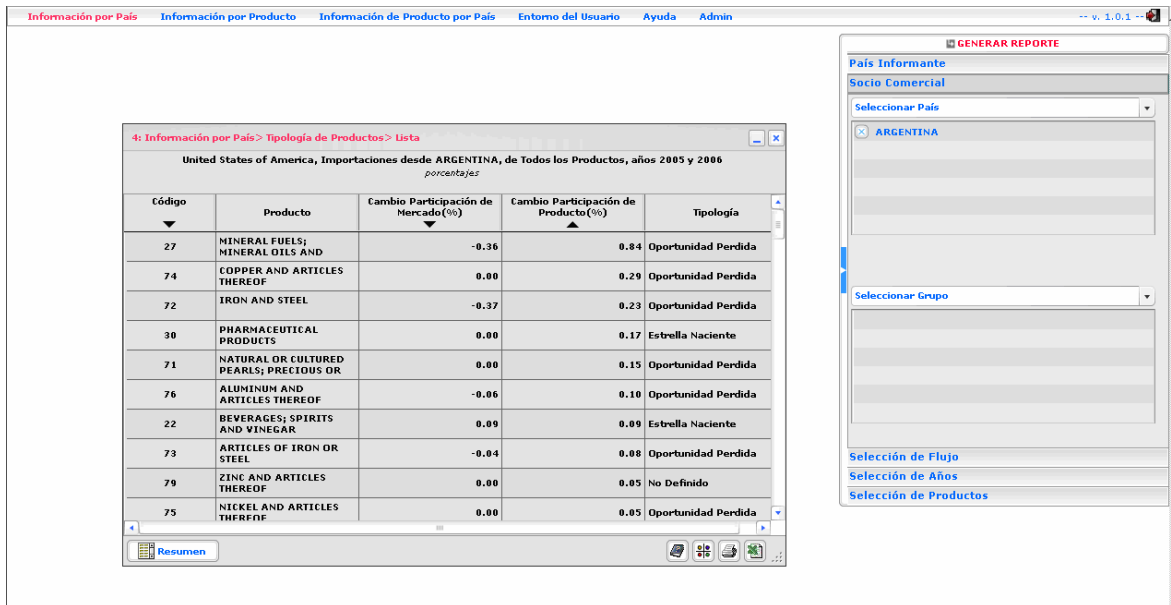 Información por País Información por Producto Información de Producto por País Entorno del Usuario Ayuda Admin -- v. 1.0.1 --
GENERAR REPORTE
País Informante
Socio Comercial
Seleccionar País
ARGENTINA
Seleccionar Grupo
Selección de Flujo
Selección de Años
Selección de Productos
4: Información por País> Tipología de Productos> Lista
United States of America, Importaciones desde ARGENTINA, de Todos los Productos, años 2005 y 2006
porcentajes
Código Producto Cambio Participación de Mercado(%) Cambio Participación de Producto(%) Tipología
27 MINERAL FUELS; MINERAL OILS AND -0.36 0.84 Oportunidad Perdida
74 COPPER AND ARTICLES THEREOF 0.00 0.29 Oportunidad Perdida
72 IRON AND STEEL -0.37 0.23 Oportunidad Perdida
30 PHARMACEUTICAL PRODUCTS 0.00 0.17 Estrella Naciente
71 NATURAL OR CULTURED PEARLS; PRECIOUS OR 0.00 0.15 Oportunidad Perdida
76 ALUMINUM AND ARTICLES THEREOF -0.06 0.10 Oportunidad Perdida
22 BEVERAGES; SPIRITS AND VINEGAR 0.09 0.09 Estrella Naciente
73 ARTICLES OF IRON OR STEEL -0.04 0.08 Oportunidad Perdida
79 ZINC AND ARTICLES THEREOF 0.00 0.05 No Definido
75 NICKEL AND ARTICLES THEREOF 0.00 0.05 Oportunidad Perdida
Resumen